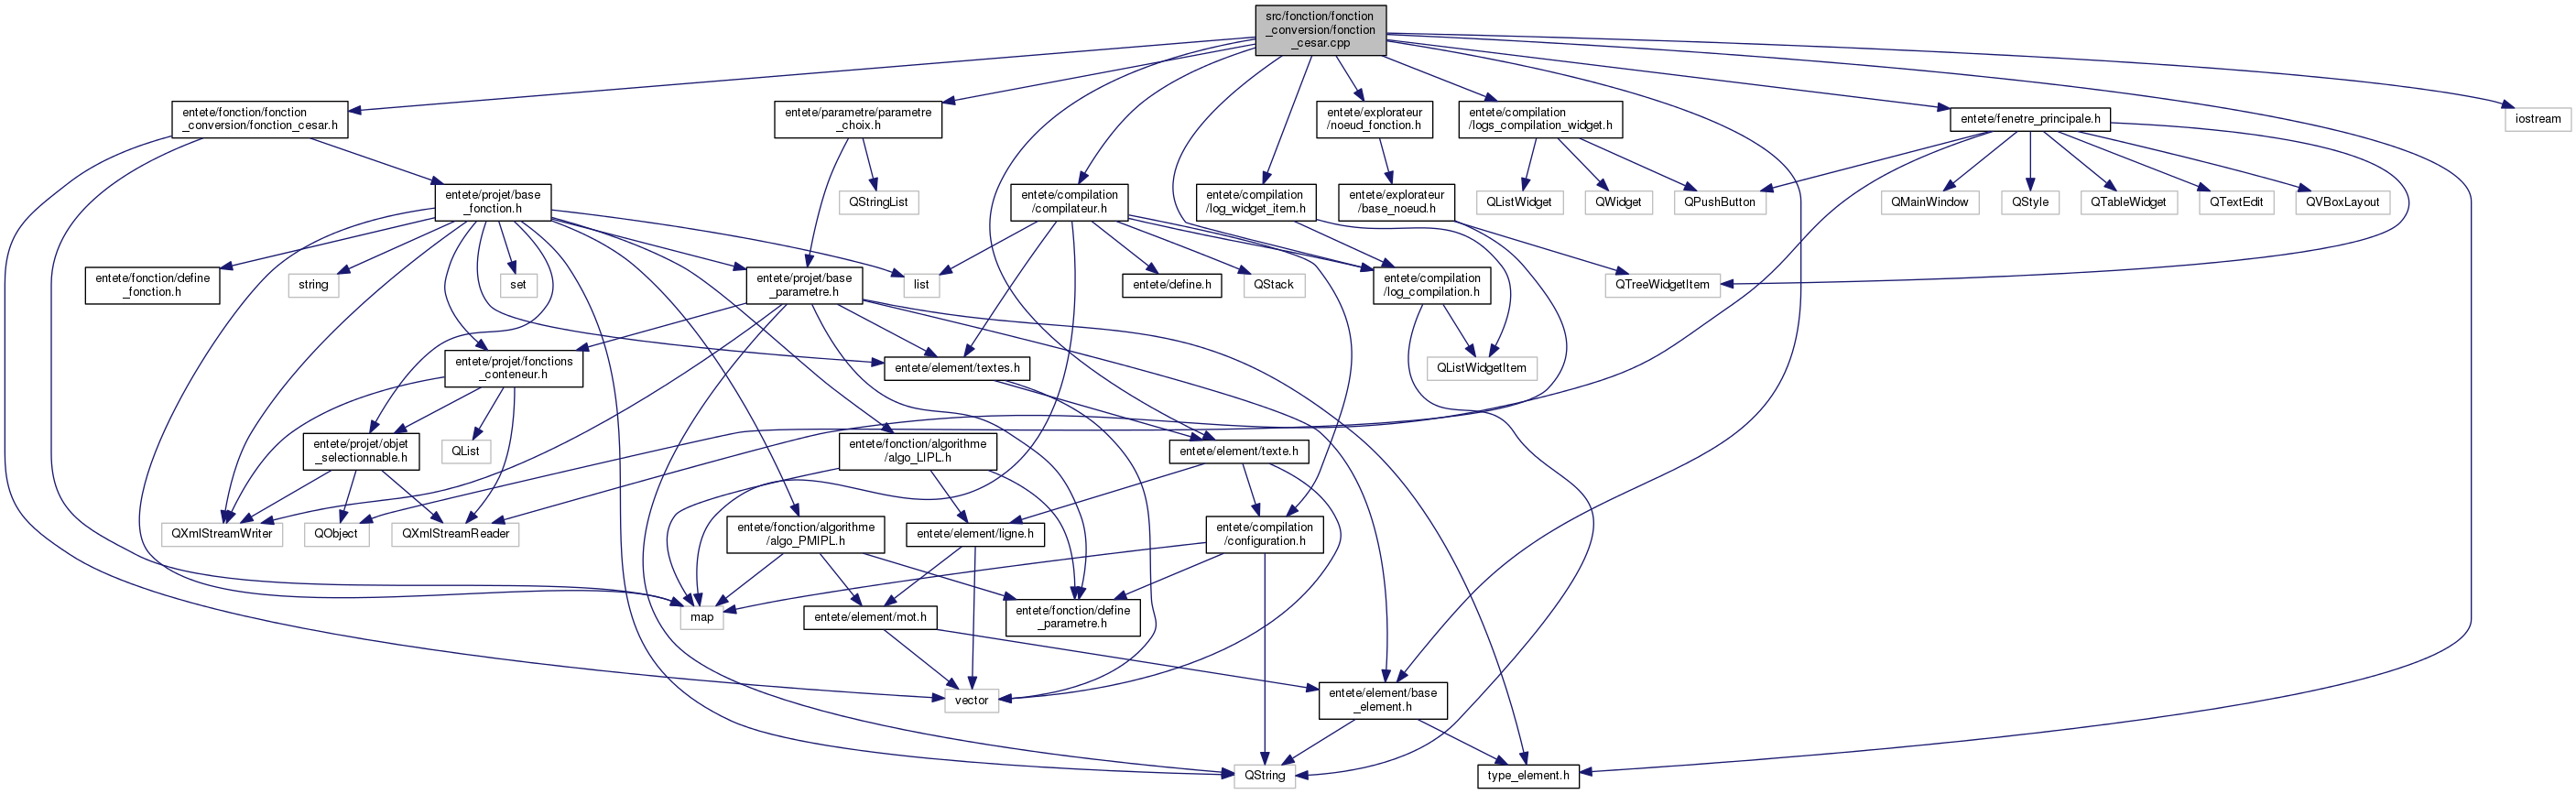 src/fonction/fonction
_conversion/fonction
_cesar.cpp
entete/fonction/fonction
_conversion/fonction_cesar.h
entete/parametre/parametre
_choix.h
entete/explorateur
/noeud_fonction.h
entete/compilation
/logs_compilation_widget.h
entete/fenetre_principale.h
iostream
entete/projet/base
_fonction.h
QStringList
entete/compilation
/compilateur.h
entete/compilation
/log_widget_item.h
entete/explorateur
/base_noeud.h
QListWidget
QWidget
QPushButton
QMainWindow
QStyle
QTableWidget
QTextEdit
QVBoxLayout
entete/fonction/define
_fonction.h
string
set
entete/projet/base
_parametre.h
list
entete/define.h
QStack
entete/compilation
/log_compilation.h
QTreeWidgetItem
entete/projet/fonctions
_conteneur.h
entete/element/textes.h
QListWidgetItem
entete/projet/objet
_selectionnable.h
QList
entete/fonction/algorithme
/algo_LIPL.h
entete/element/texte.h
QXmlStreamWriter
QObject
QXmlStreamReader
entete/fonction/algorithme
/algo_PMIPL.h
entete/element/ligne.h
entete/compilation
/configuration.h
map
entete/element/mot.h
entete/fonction/define
_parametre.h
vector
entete/element/base
_element.h
QString
type_element.h